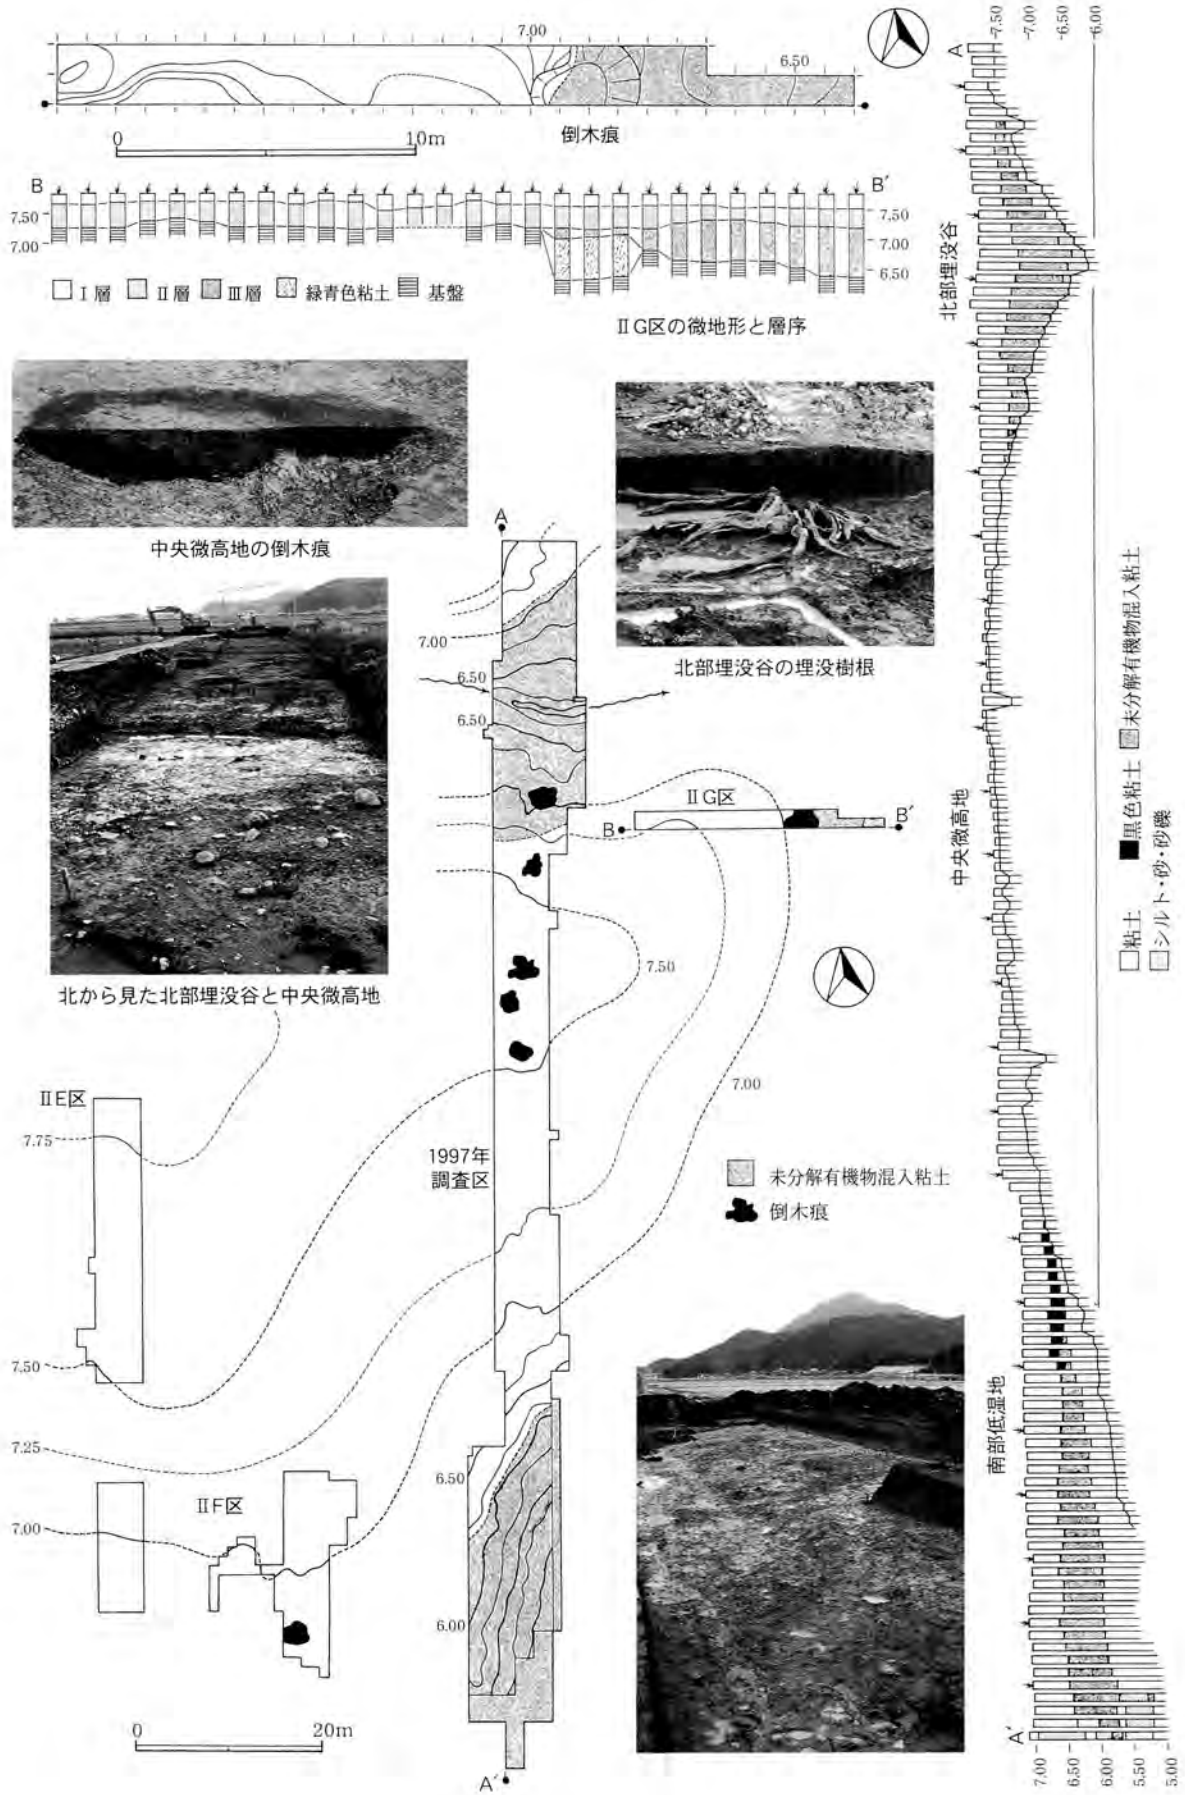 7.00
6.50
倒木痕
0 10m
B B′
7.50
7.00
7.50
7.00
6.50
Ⅰ層 Ⅱ層 Ⅲ層 緑青色粘土 基盤
ⅡG区の微地形と層序
中央微高地の倒木痕
北部埋没谷の埋没樹根
北から見た北部埋没谷と中央微高地
A
7.00
6.50
6.50
ⅡG区
B B′
7.50
7.00
ⅡE区
7.75
1997年
調査区
未分解有機物混入粘土
倒木痕
7.50
7.25
7.00
ⅡF区
6.50
6.00
0 20m
A′
7.50
7.00
6.50
6.00
A
北部埋没谷
中央微高地
南部低湿地
A′
7.00
6.50
6.00
5.50
5.00
粘土
黒色粘土
未分解有機物混入粘土
シルト・砂・砂礫